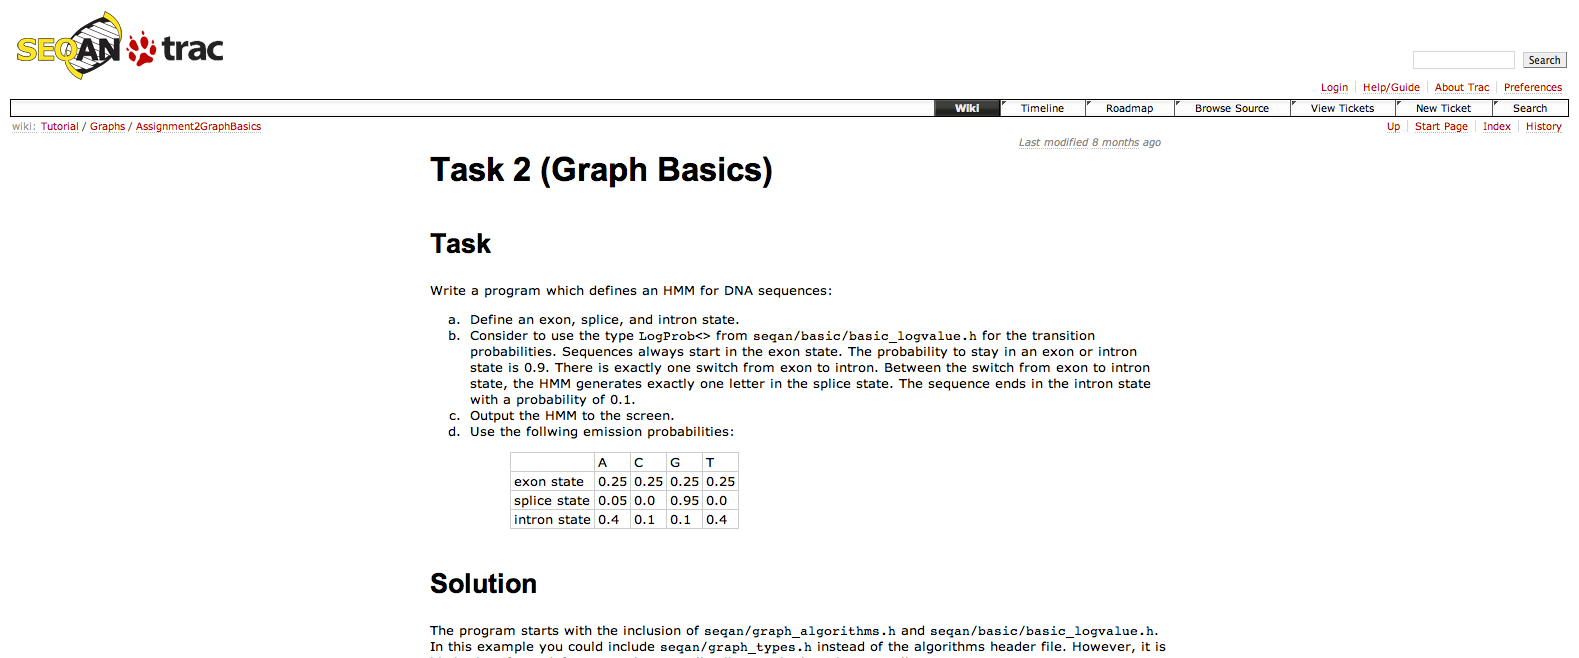 SEQAN trac
Search
Login Help/Guide About Trac Preferences
Wiki Timeline Roadmap Browse Source View Tickets New Ticket Search
wiki: Tutorial / Graphs / Assignment2GraphBasics
Up Start Page Index History
Last modified 8 months ago
Task 2 (Graph Basics)
Task
Write a program which defines an HMM for DNA sequences:
a. Define an exon, splice, and intron state.
b. Consider to use the type LogProb<> from seqan/basic/basic_logvalue.h for the transition
probabilities. Sequences always start in the exon state. The probability to stay in an exon or intron
state is 0.9. There is exactly one switch from exon to intron. Between the switch from exon to intron
state, the HMM generates exactly one letter in the splice state. The sequence ends in the intron state
with a probability of 0.1.
c. Output the HMM to the screen.
d. Use the follwing emission probabilities:
A C G T
exon state 0.25 0.25 0.25 0.25
splice state 0.05 0.0 0.95 0.0
intron state 0.4 0.1 0.1 0.4
Solution
The program starts with the inclusion of seqan/graph_algorithms.h and seqan/basic/basic_logvalue.h.
In this example you could include seqan/graph_types.h instead of the algorithms header file. However, it is